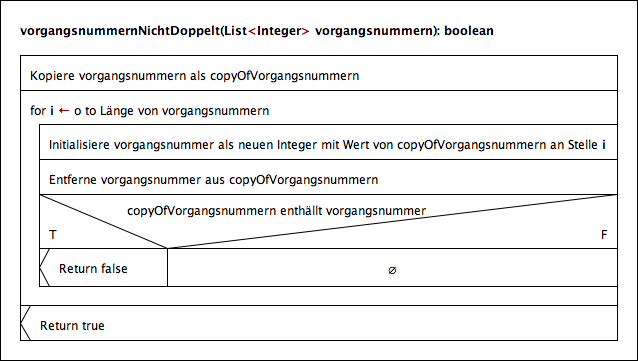 vorgangsnummernNichtDoppelt(List<Integer> vorgangsnummern): boolean
Kopiere vorgangsnummern als copyOfVorgangsnummern
for i ← o to Länge von vorgangsnummern
Initialisiere vorgangsnummer als neuen Integer mit Wert von copyOfVorgangsnummern an Stelle i
Entferne vorgangsnummer aus copyOfVorgangsnummern
copyOfVorgangsnummern enthällt vorgangsnummer
T F
Return false ∅
Return true